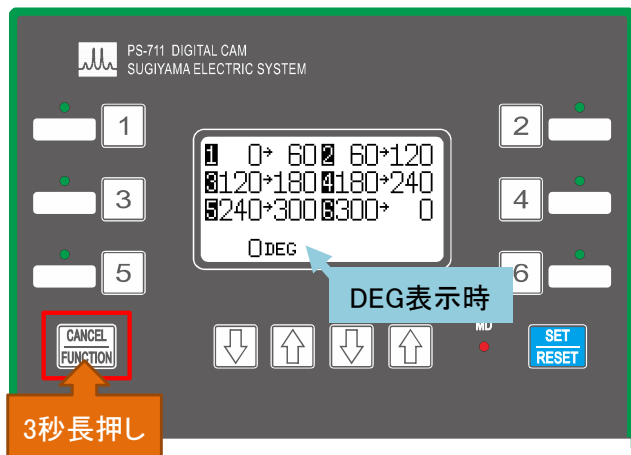 PS-711 DIGITAL CAM
SUGIYAMA ELECTRIC SYSTEM
1
2
1 0→ 60 2 60→120
3 120→180 4 180→240
5 240→300 6 300→ 0
0 DEG
3
4
5
6
DEG表示時
CANCEL
FUNCTION
MD
SET
RESET
3秒長押し